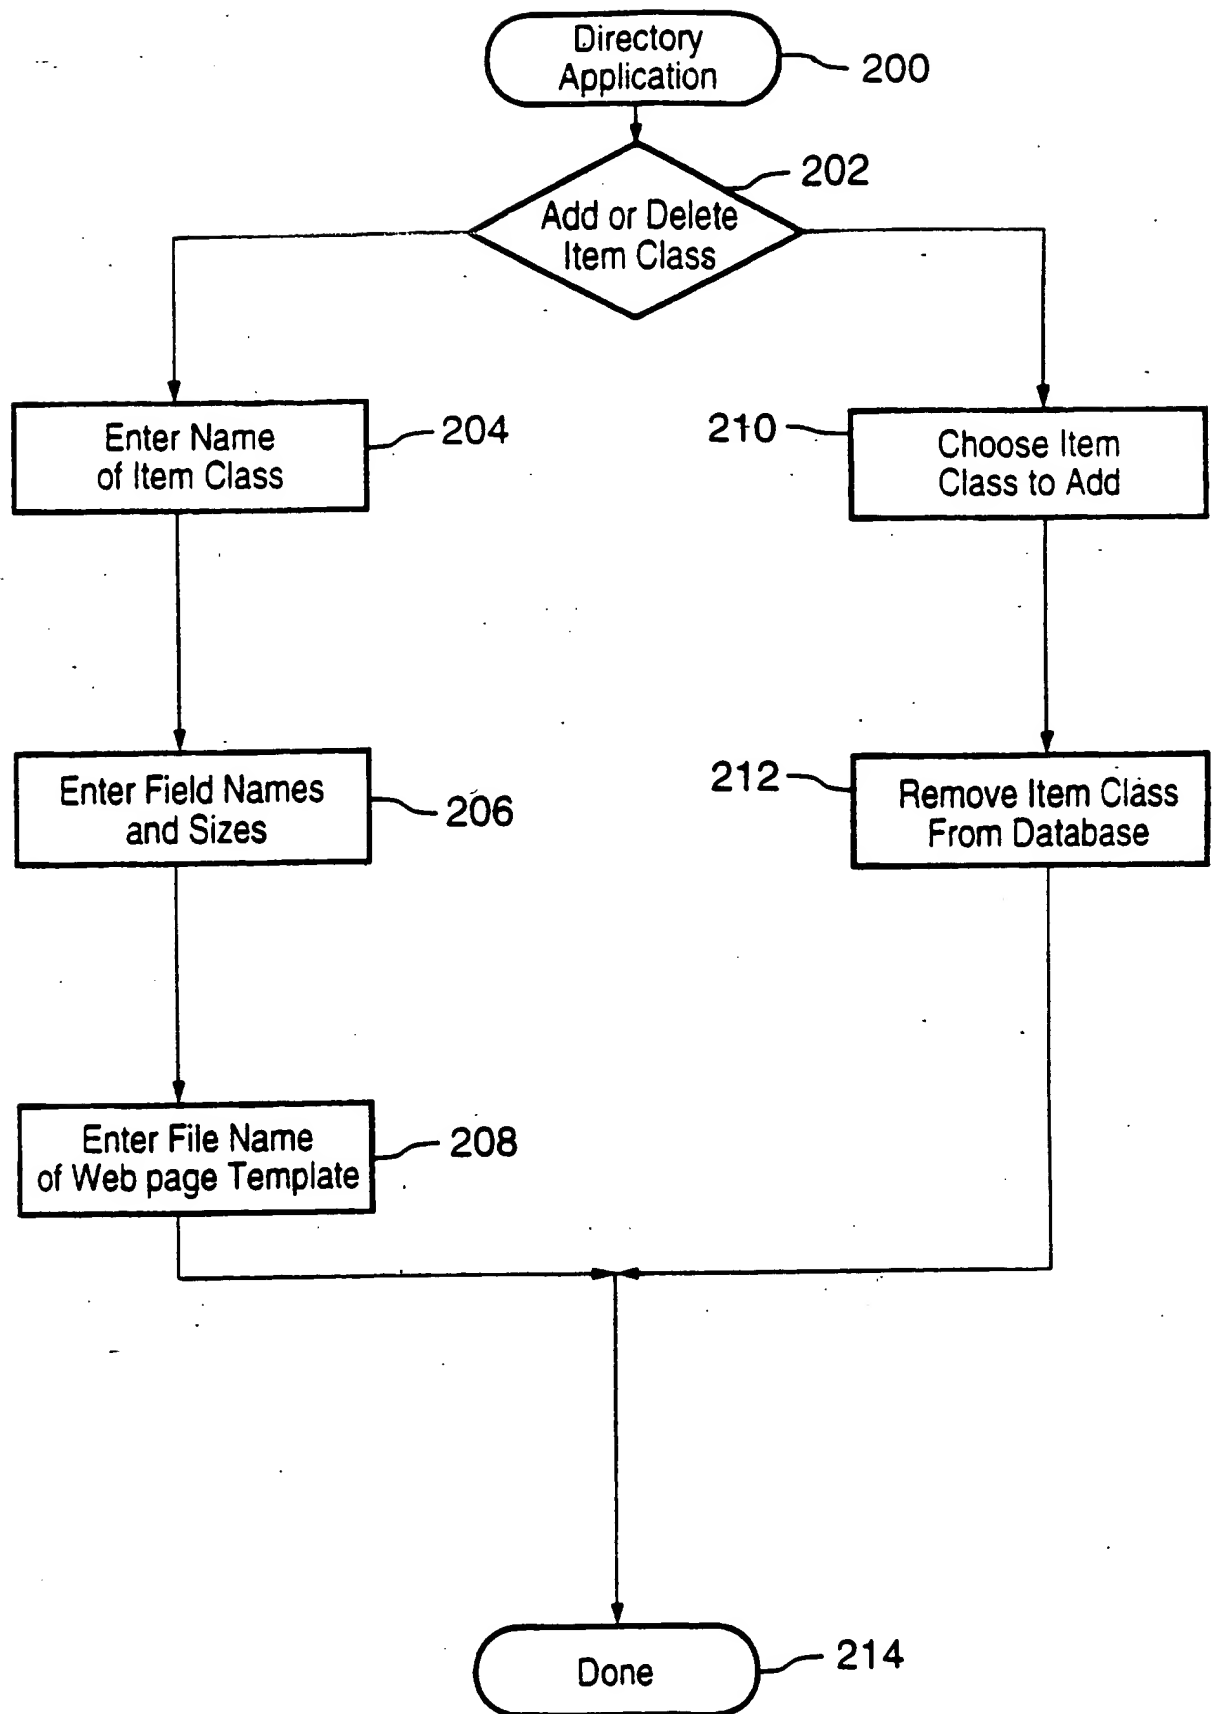 Directory
Application
200
202
Add or Delete
Item Class
Enter Name
of Item Class
204
210
Choose Item
Class to Add
Enter Field Names
and Sizes
206
212
Remove Item Class
From Database
Enter File Name
of Web page Template
208
Done
214